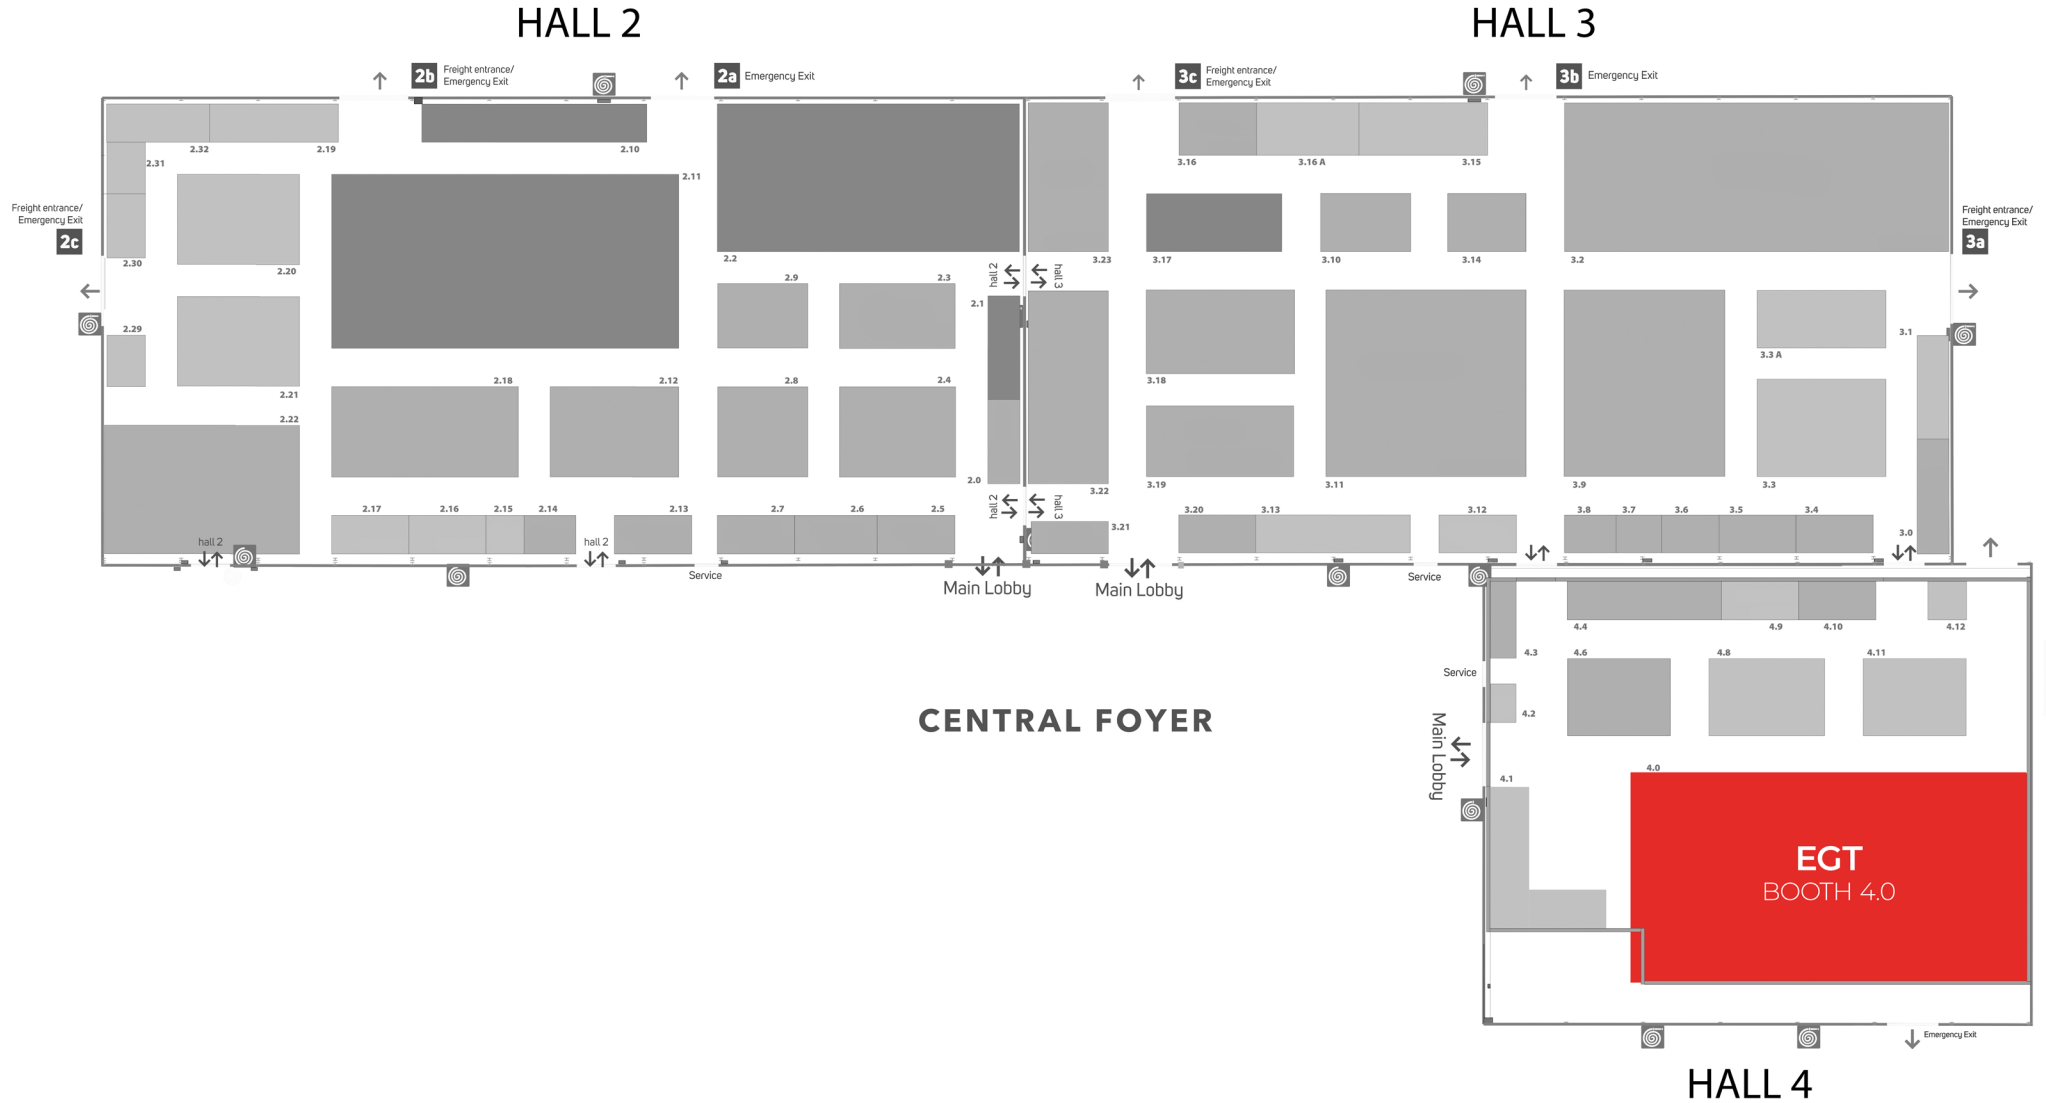 HALL 2
HALL 3
2b
Freight entrance/
Emergency Exit
2a
Emergency Exit
3c
Freight entrance/
Emergency Exit
3b
Emergency Exit
2.32
2.19
2.10
2.31
2.11
3.16
3.16 A
3.15
Freight entrance/
Emergency Exit
2c
Freight entrance/
Emergency Exit
3a
2.30
2.20
2.2
3.23
3.17
3.10
3.14
3.2
2.9
2.3
hall 2
hall 3
2.1
2.29
3.1
3.3 A
2.21
2.18
2.12
2.8
2.4
3.18
2.22
2.0
3.22
3.19
3.11
3.9
3.3
2.17
2.16
2.15
2.14
2.13
2.7
2.6
2.5
hall 2
hall 3
3.21
3.20
3.13
3.12
3.8
3.7
3.6
3.5
3.4
3.0
hall 2
hall 2
Service
Main Lobby
Main Lobby
Service
4.4
4.9
4.10
4.12
4.3
4.6
4.8
4.11
Service
4.2
CENTRAL FOYER
Main Lobby
4.0
4.1
EGT
BOOTH 4.0
Emergency Exit
HALL 4